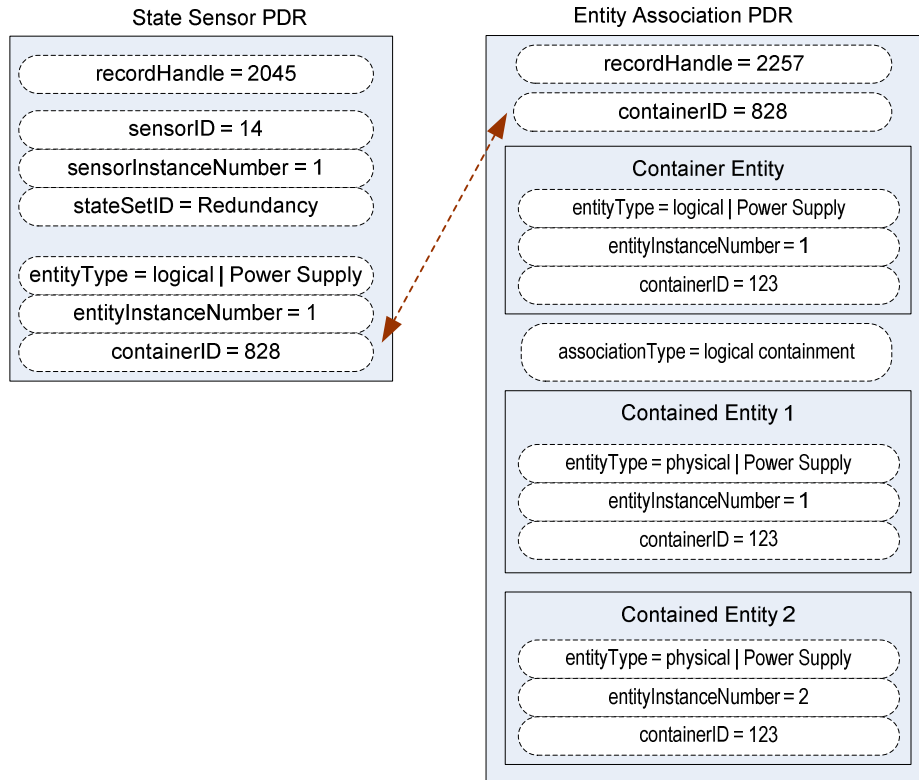 State Sensor PDR
recordHandle = 2045
sensorID = 14
sensorInstanceNumber = 1
stateSetID = Redundancy
entityType = logical | Power Supply
entityInstanceNumber = 1
containerID = 828
Entity Association PDR
recordHandle = 2257
containerID = 828
Container Entity
entityType = logical | Power Supply
entityInstanceNumber = 1
containerID = 123
associationType = logical containment
Contained Entity 1
entityType = physical | Power Supply
entityInstanceNumber = 1
containerID = 123
Contained Entity 2
entityType = physical | Power Supply
entityInstanceNumber = 2
containerID = 123